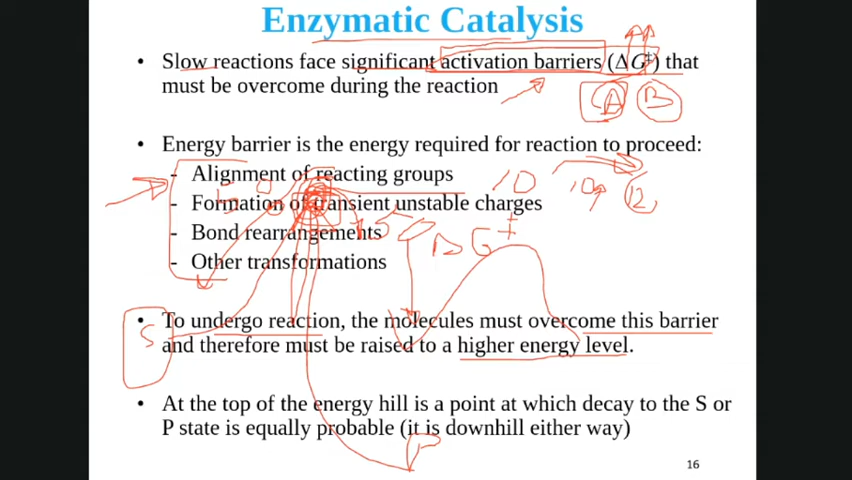 Enzymatic Catalysis
• Slow reactions face significant activation barriers (ΔG‡) that
must be overcome during the reaction
A B
• Energy barrier is the energy required for reaction to proceed:
- Alignment of reacting groups
- Formation of transient unstable charges
- Bond rearrangements
- Other transformations
ΔG‡
S
• To undergo reaction, the molecules must overcome this barrier
and therefore must be raised to a higher energy level.
• At the top of the energy hill is a point at which decay to the S or
P state is equally probable (it is downhill either way)
P
16